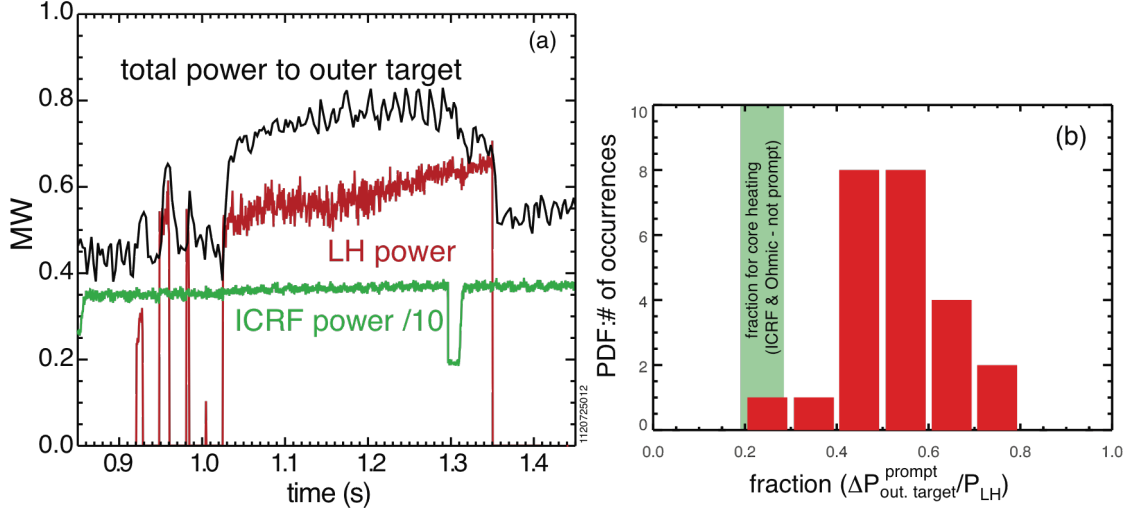 1.0
0.8
0.6
0.4
0.2
0.0
MW
(a)
total power to outer target
LH power
ICRF power /10
1120725012
0.9
1.0
1.1
1.2
1.3
1.4
time (s)
10
8
6
4
2
0
PDF:# of occurrences
(b)
fraction for core heating
(ICRF & Ohmic - not prompt)
0.0
0.2
0.4
0.6
0.8
1.0
fraction (ΔP prompt out. target/P LH)